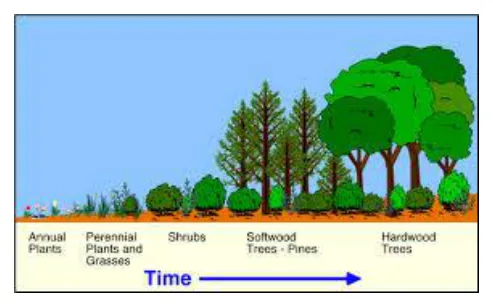 Annual
Plants
Perennial
Plants and
Grasses
Shrubs
Softwood
Trees - Pines
Hardwood
Trees
Time